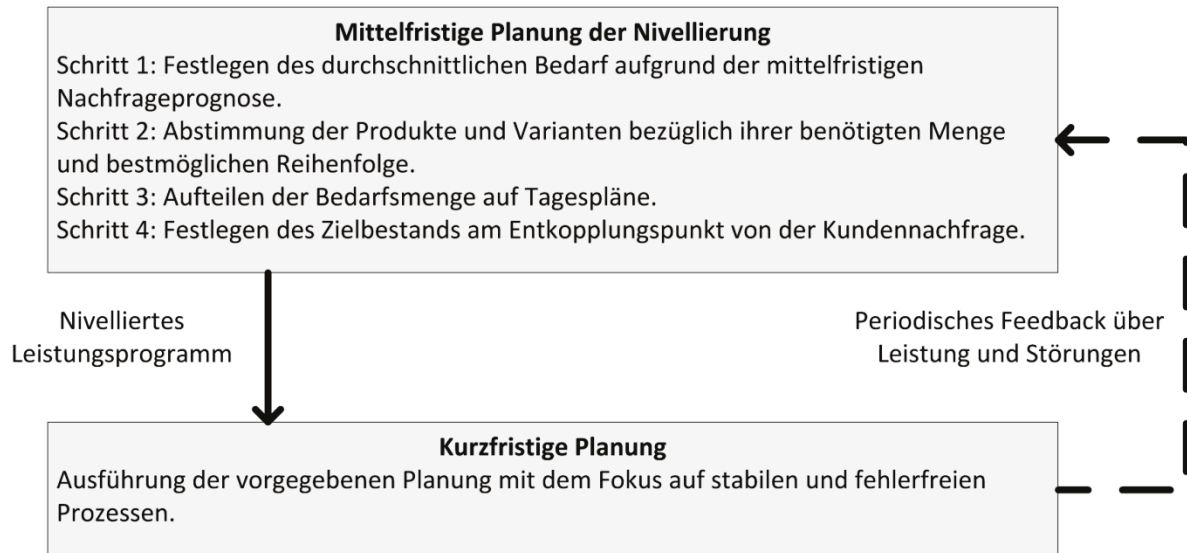 Mittelfristige Planung der Nivellierung
Schritt 1: Festlegen des durchschnittlichen Bedarf aufgrund der mittelfristigen
Nachfrageprognose.
Schritt 2: Abstimmung der Produkte und Varianten bezüglich ihrer benötigten Menge
und bestmöglichen Reihenfolge.
Schritt 3: Aufteilen der Bedarfsmenge auf Tagespläne.
Schritt 4: Festlegen des Zielbestands am Entkopplungspunkt von der Kundennachfrage.
Nivelliertes
Leistungsprogramm
Periodisches Feedback über
Leistung und Störungen
Kurzfristige Planung
Ausführung der vorgegebenen Planung mit dem Fokus auf stabilen und fehlerfreien
Prozessen.